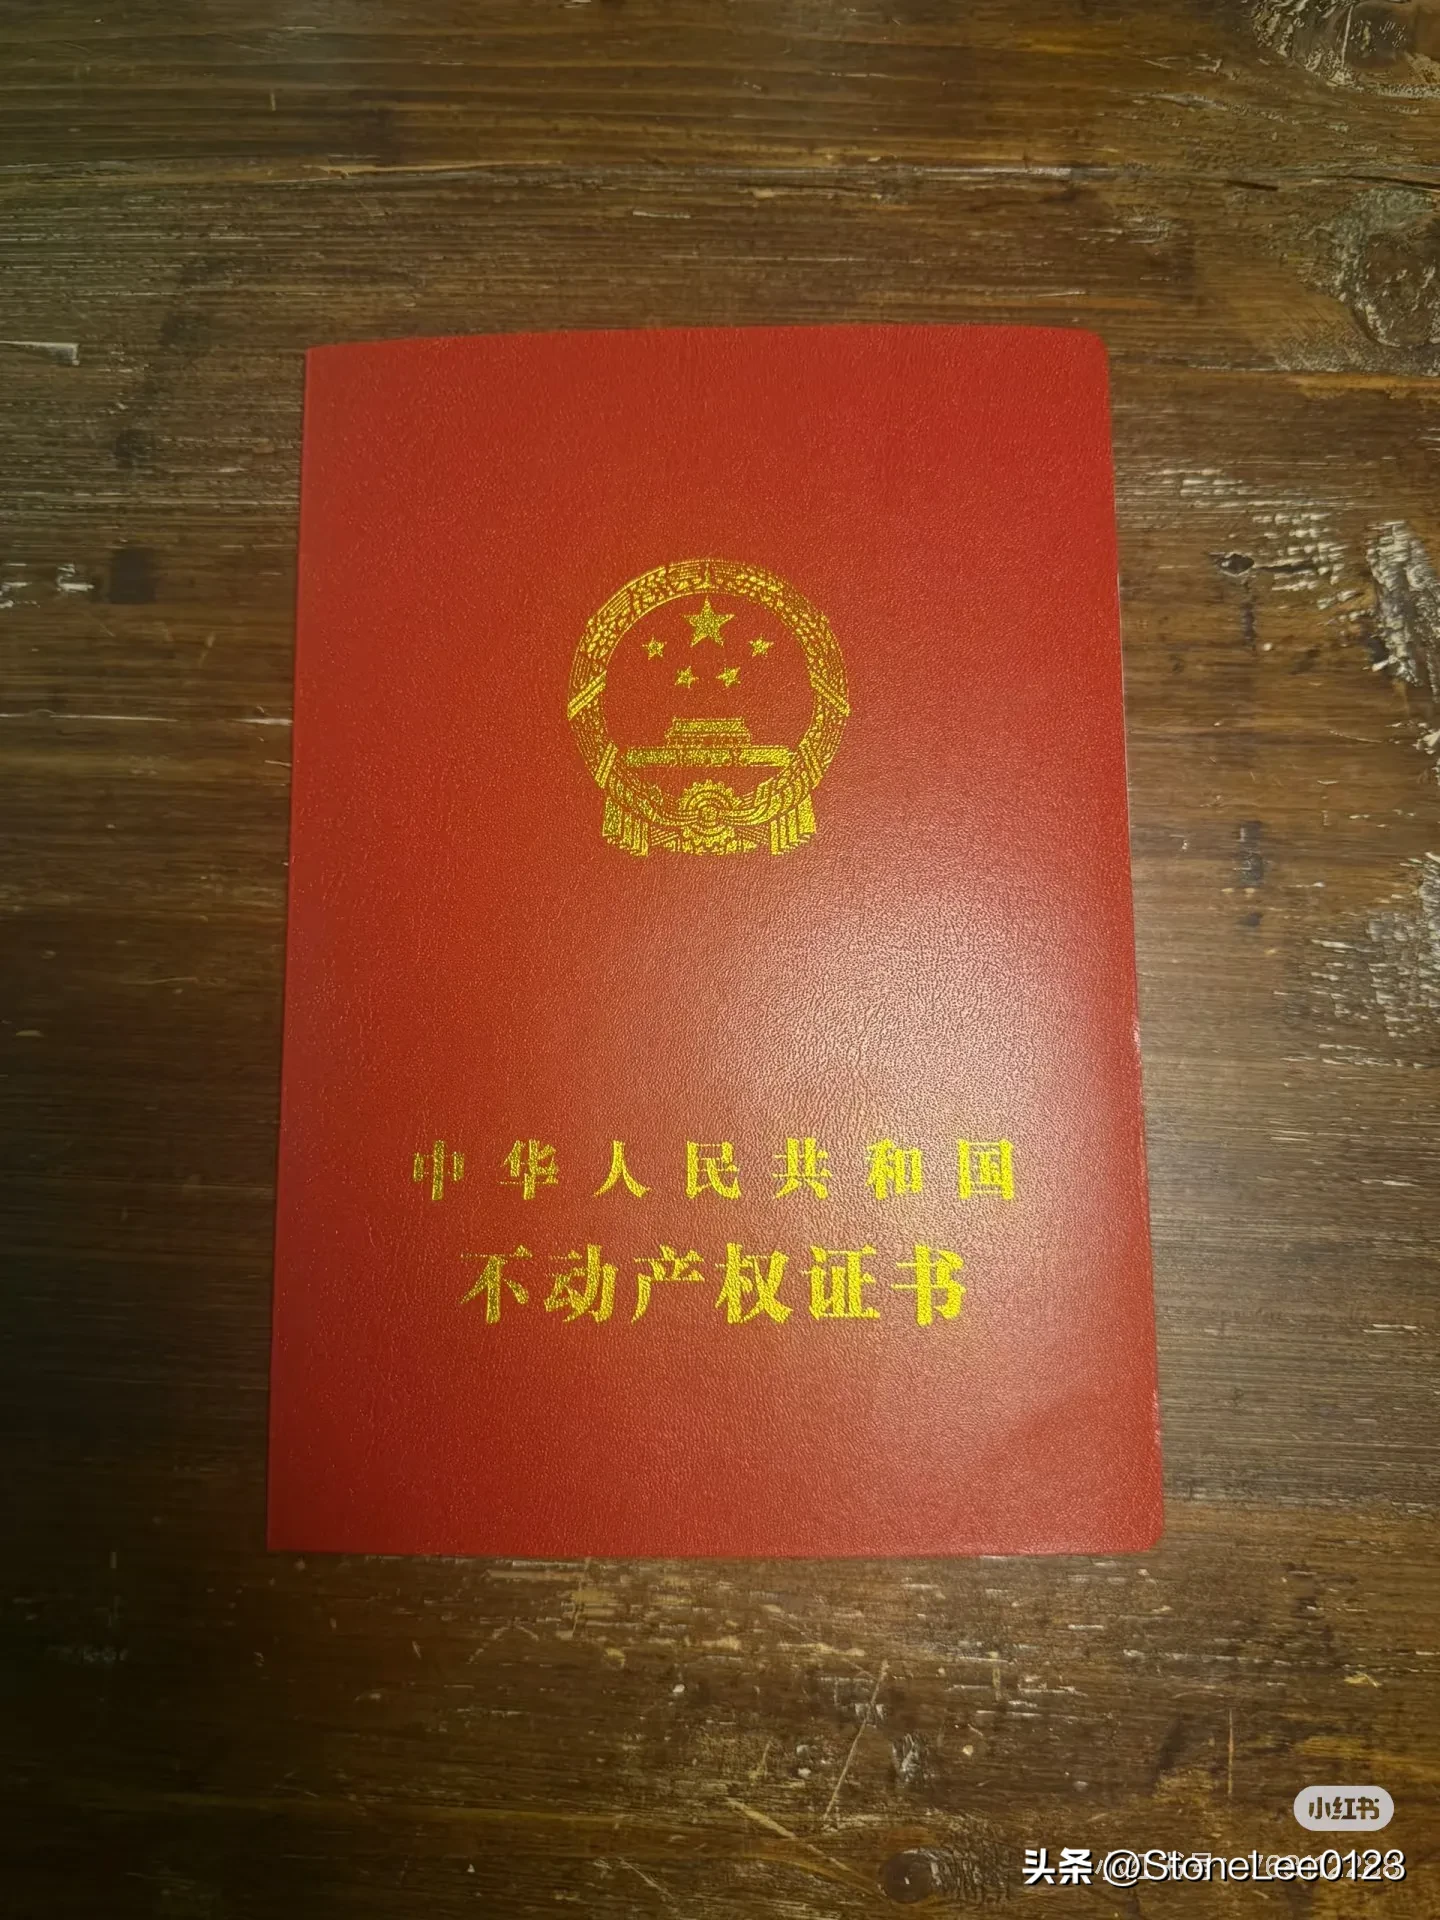 中华人民共和国
不动产权证书
小红书
头条 @StoneLee0123